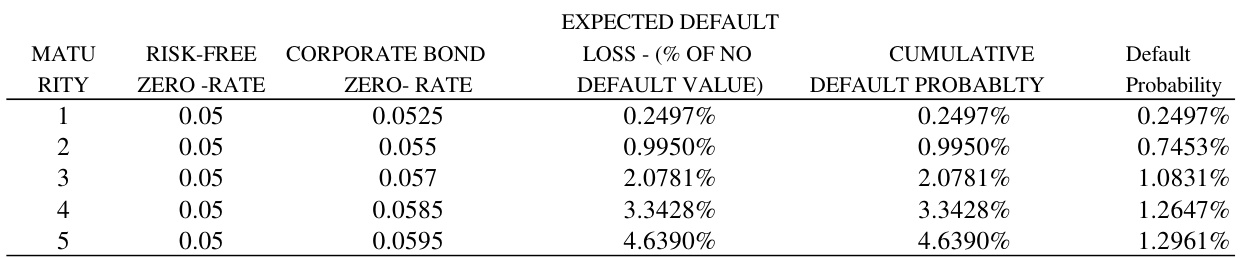 EXPECTED DEFAULT
MATU RISK-FREE CORPORATE BOND LOSS - (% OF NO CUMULATIVE Default
RITY ZERO -RATE ZERO- RATE DEFAULT VALUE) DEFAULT PROBABLTY Probability
1 0.05 0.0525 0.2497% 0.2497% 0.2497%
2 0.05 0.055 0.9950% 0.9950% 0.7453%
3 0.05 0.057 2.0781% 2.0781% 1.0831%
4 0.05 0.0585 3.3428% 3.3428% 1.2647%
5 0.05 0.0595 4.6390% 4.6390% 1.2961%